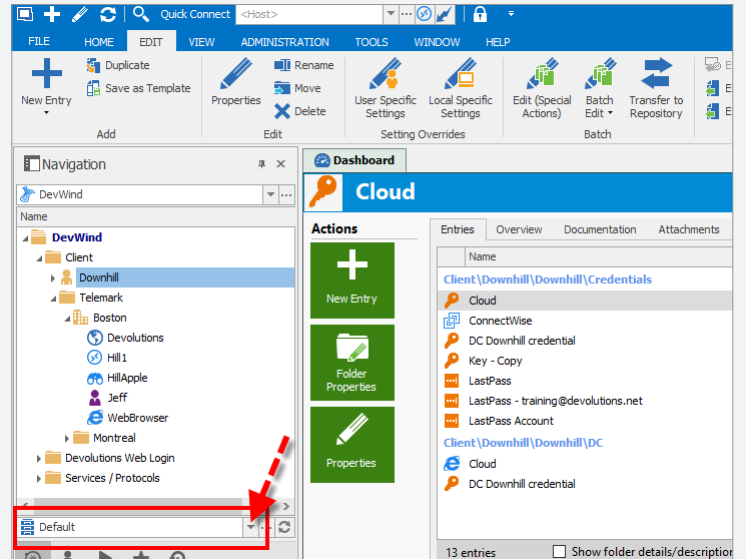 Quick Connect <Host>
FILE HOME EDIT VIEW ADMINISTRATION TOOLS WINDOW HELP
New Entry
Duplicate
Save as Template
Add
Properties
Rename
Move
Delete
Edit
User Specific
Settings
Local Specific
Settings
Setting Overrides
Edit (Special
Actions)
Batch
Edit
Transfer to
Repository
Batch
Navigation
DevWind
Name
DevWind
Client
Downhill
Telemark
Boston
Devolutions
Hill1
HillApple
Jeff
WebBrowser
Montreal
Devolutions Web Login
Services / Protocols
Default
Dashboard
Cloud
Actions
New Entry
Folder
Properties
Properties
Entries Overview Documentation Attachments
Name
Client\Downhill\Downhill\Credentials
Cloud
ConnectWise
DC Downhill credential
Key - Copy
LastPass
LastPass - training@devolutions.net
LastPass Account
Client\Downhill\Downhill\DC
Cloud
DC Downhill credential
13 entries
Show folder details/description